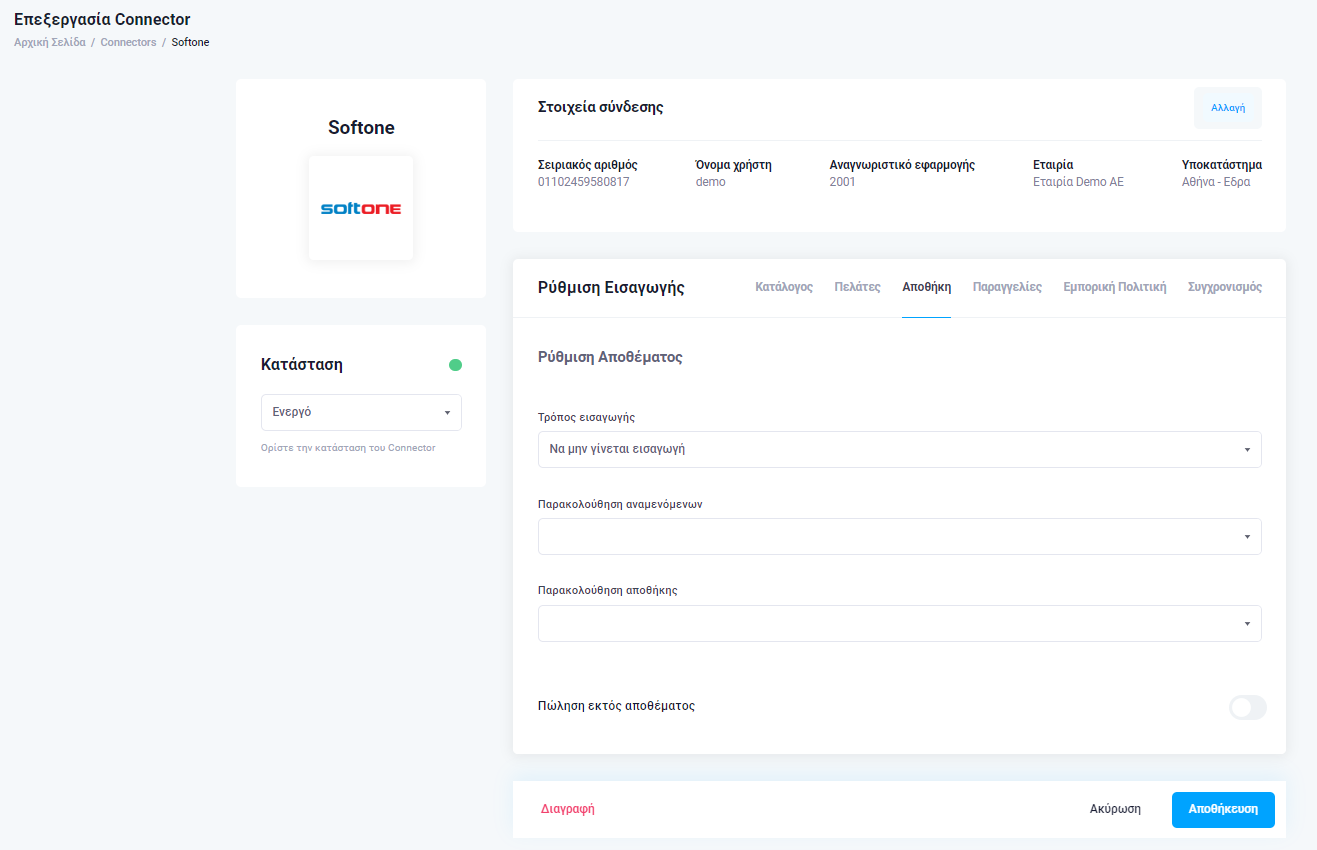 Επεξεργασία Connector
Αρχική Σελίδα / Connectors / Softone
Softone
softone
Κατάσταση
Ενεργό
Ορίστε την κατάσταση του Connector
Στοιχεία σύνδεσης
Αλλαγή
Σειριακός αριθμός Όνομα χρήστη Αναγνωριστικό εφαρμογής Εταιρία Υποκατάστημα
01102459580817 demo 2001 Εταιρία Demo ΑΕ Αθήνα - Εδρα
Ρύθμιση Εισαγωγής Κατάλογος Πελάτες Αποθήκη Παραγγελίες Εμπορική Πολιτική Συγχρονισμός
Ρύθμιση Αποθέματος
Τρόπος εισαγωγής
Να μην γίνεται εισαγωγή
Παρακολούθηση αναμενόμενων
Παρακολούθηση αποθήκης
Πώληση εκτός αποθέματος
Διαγραφή Ακύρωση Αποθήκευση